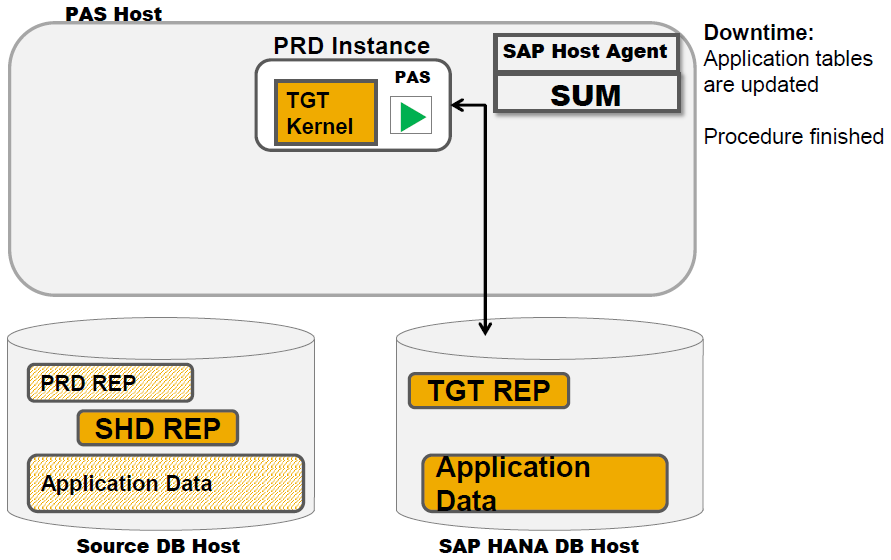 PAS Host
PRD Instance
PAS
TGT
Kernel
SAP Host Agent
SUM
Downtime:
Application tables
are updated
Procedure finished
PRD REP
SHD REP
Application Data
Source DB Host
TGT REP
Application
Data
SAP HANA DB Host